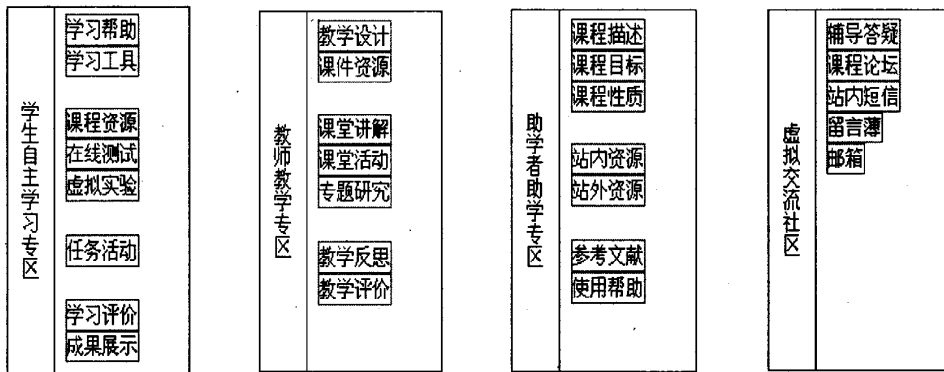 学生自主学习专区
学习帮助
学习工具
课程资源
在线测试
虚拟实验
任务活动
学习评价
成果展示
教师教学专区
教学设计
课件资源
课堂讲解
课堂活动
专题研究
教学反思
教学评价
助学者助学专区
课程描述
课程目标
课程性质
站内资源
站外资源
参考文献
使用帮助
虚拟交流社区
辅导答疑
课程论坛
站内短信
留言薄
邮箱